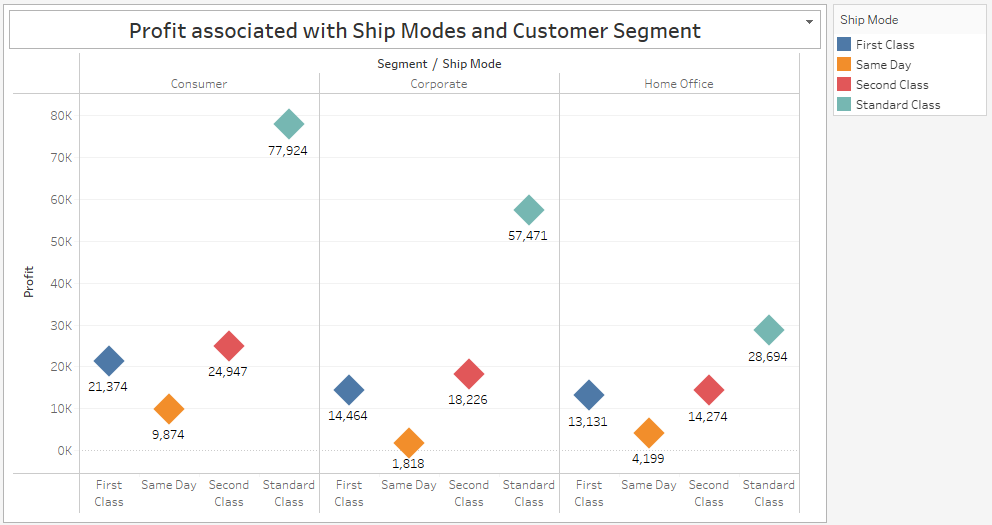 Profit associated with Ship Modes and Customer Segment
Segment / Ship Mode
Consumer
Corporate
Home Office
Profit
80K
70K
60K
50K
40K
30K
20K
10K
0K
21,374
9,874
24,947
77,924
14,464
1,818
18,226
57,471
13,131
4,199
14,274
28,694
First
Class
Same Day
Second
Class
Standard
Class
First
Class
Same Day
Second
Class
Standard
Class
First
Class
Same Day
Second
Class
Standard
Class
Ship Mode
First Class
Same Day
Second Class
Standard Class